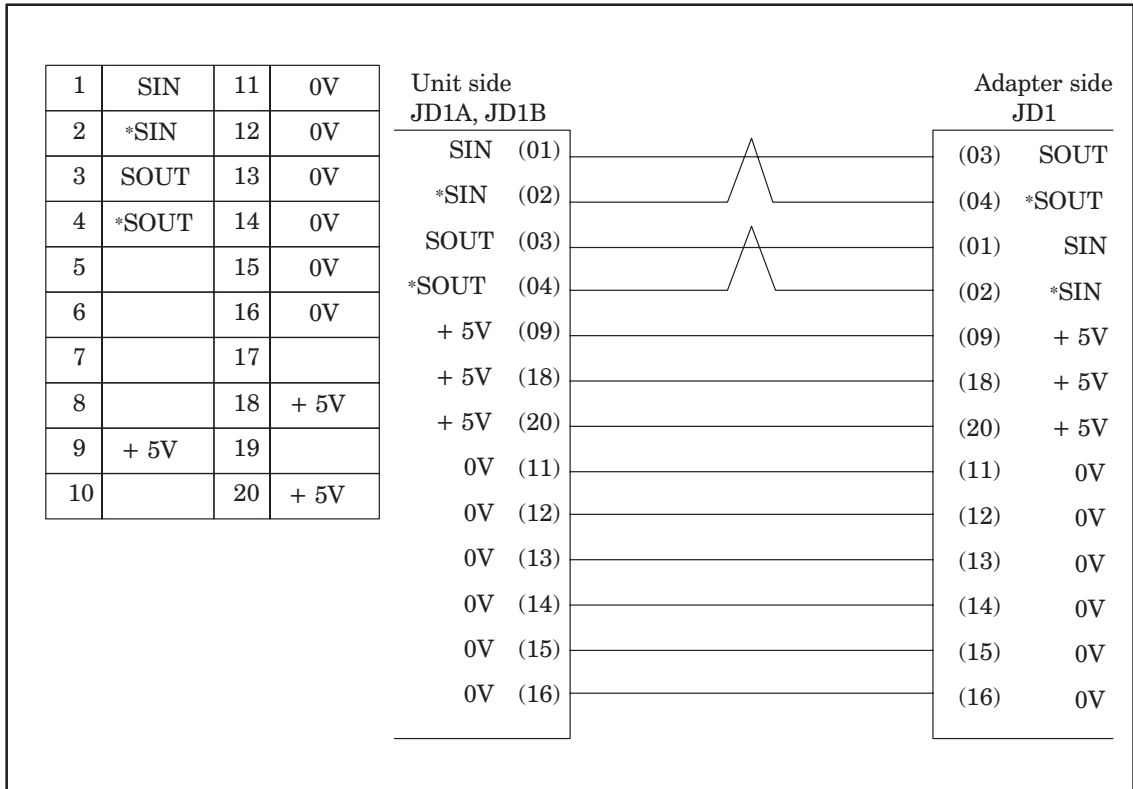 1 SIN 11 0V
2 *SIN 12 0V
3 SOUT 13 0V
4 *SOUT 14 0V
5 15 0V
6 16 0V
7 17
8 18 + 5V
9 + 5V 19
10 20 + 5V
Unit side
JD1A, JD1B
Adapter side
JD1
SIN (01) (03) SOUT
*SIN (02) (04) *SOUT
SOUT (03) (01) SIN
*SOUT (04) (02) *SIN
+ 5V (09) (09) + 5V
+ 5V (18) (18) + 5V
+ 5V (20) (20) + 5V
0V (11) (11) 0V
0V (12) (12) 0V
0V (13) (13) 0V
0V (14) (14) 0V
0V (15) (15) 0V
0V (16) (16) 0V